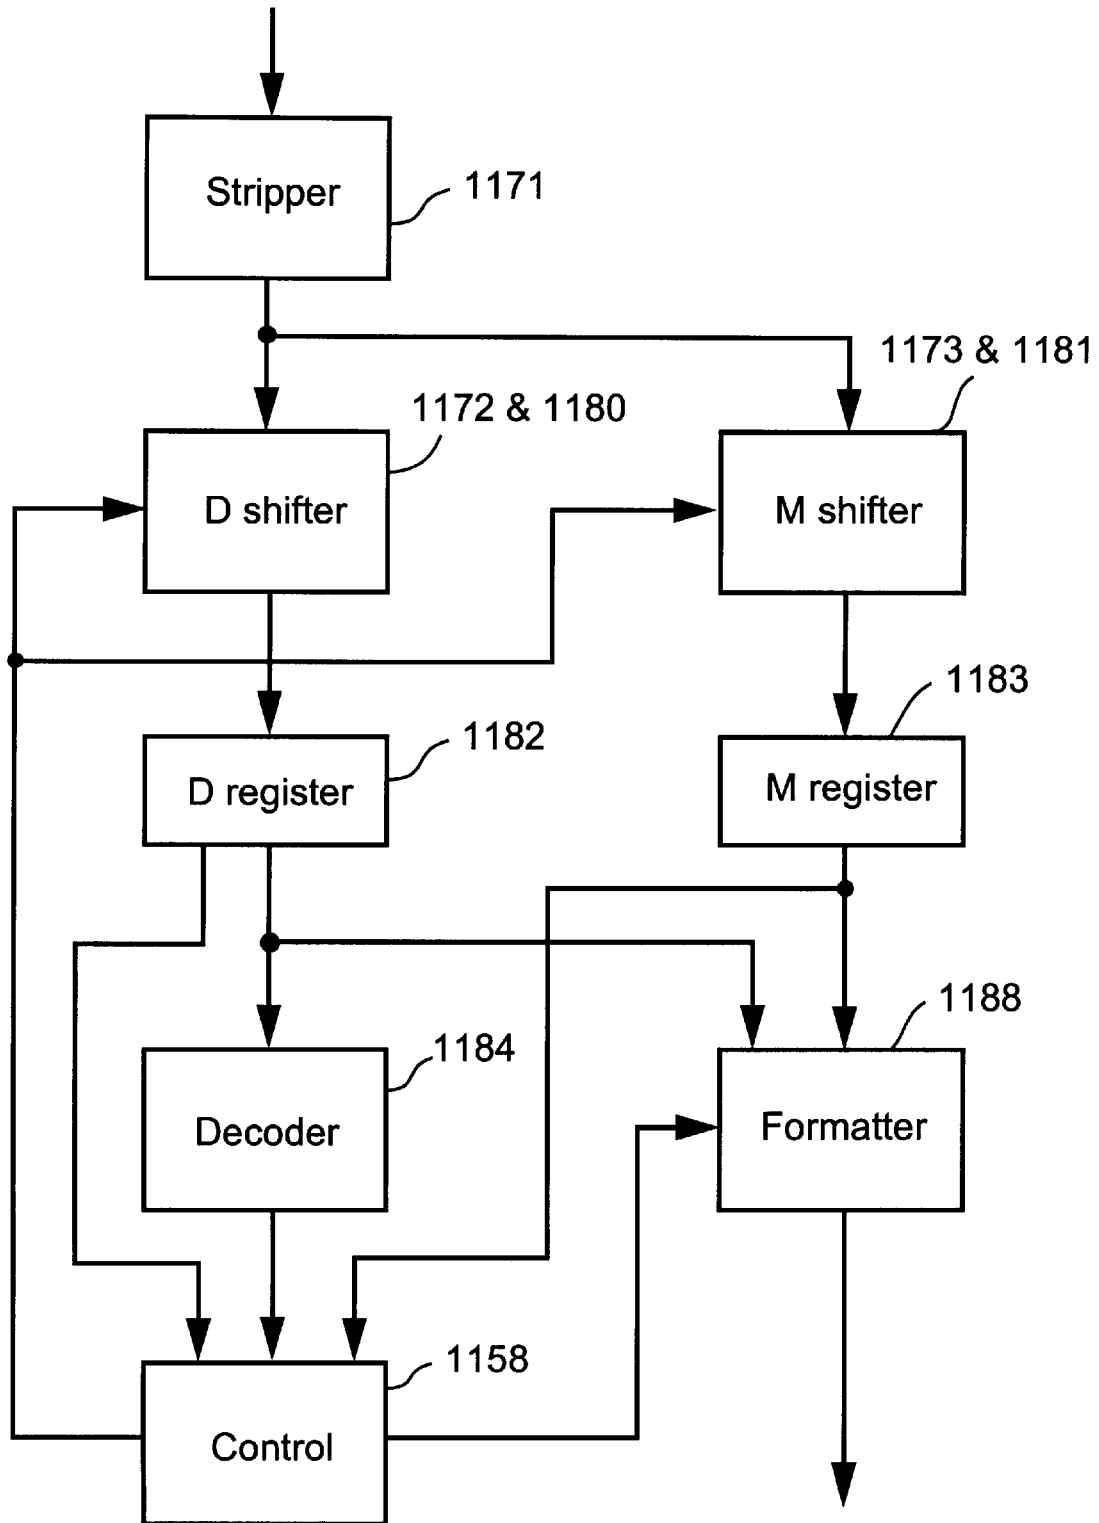 Stripper
1171
1173 & 1181
1172 & 1180
D shifter
M shifter
1183
1182
D register
M register
1188
1184
Decoder
Formatter
1158
Control